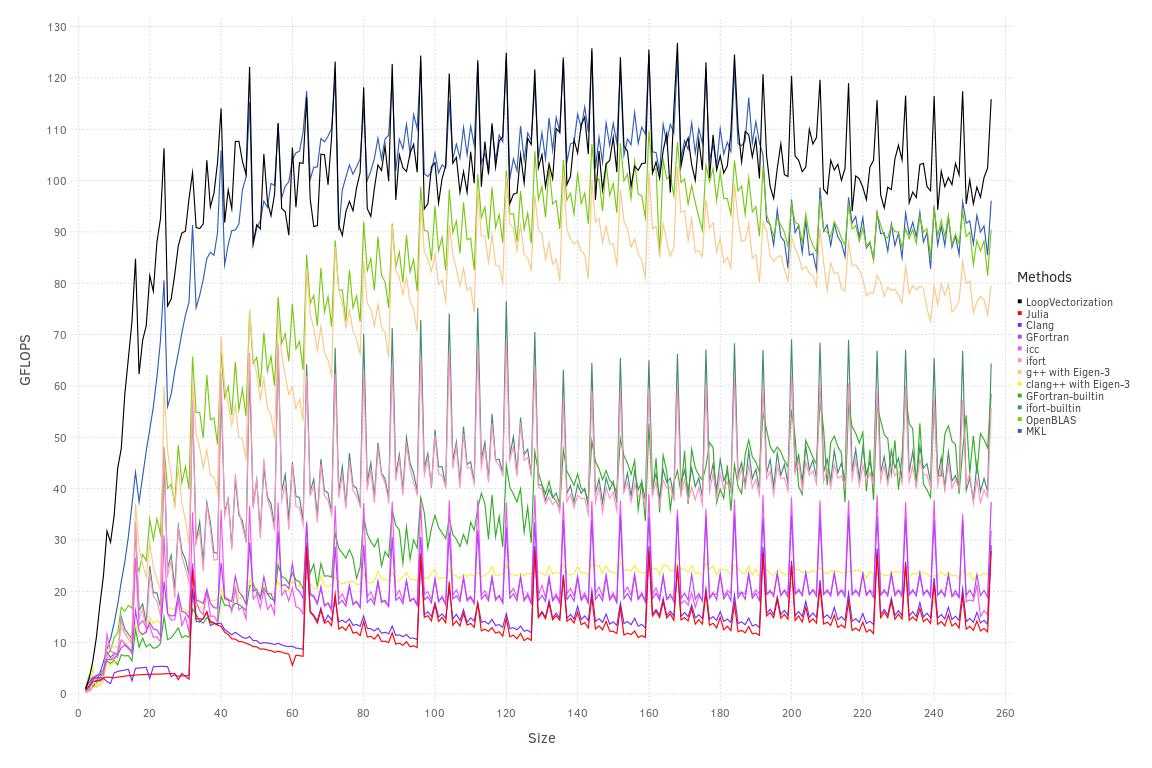 130
120
110
100
90
80
70
60
50
40
30
20
10
0
GFLOPS
0 20 40 60 80 100 120 140 160 180 200 220 240 260
Size
Methods
LoopVectorization
Julia
Clang
GFortran
icc
ifort
g++ with Eigen-3
clang++ with Eigen-3
GFortran-builtin
ifort-builtin
OpenBLAS
MKL